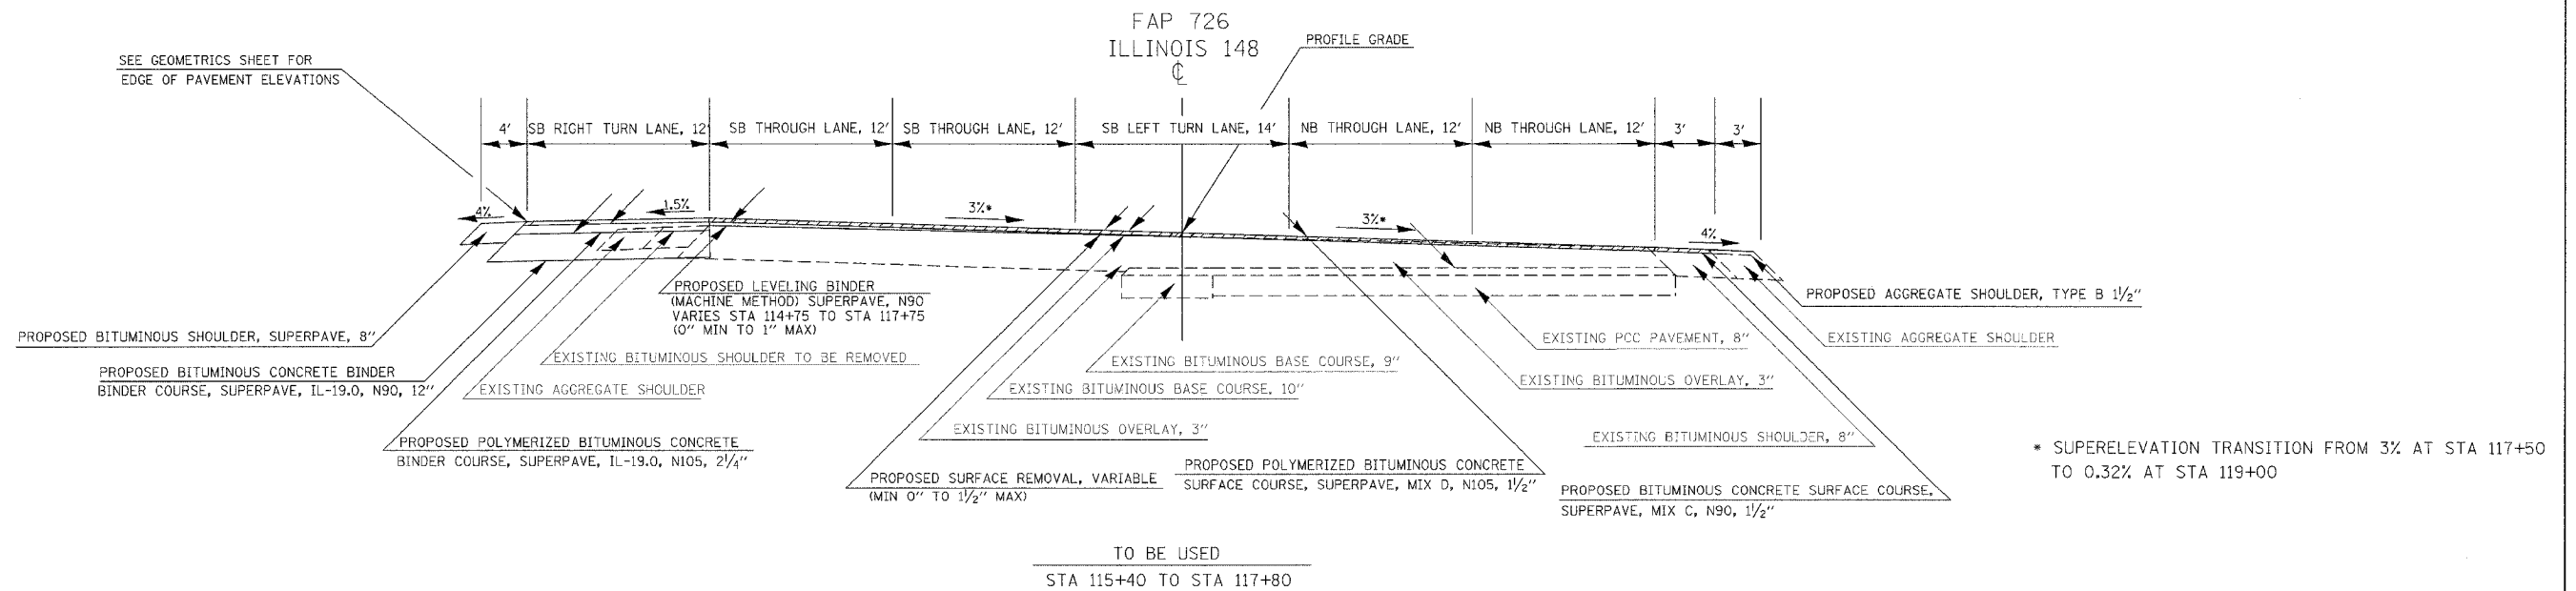 FAP 726
ILLINOIS 148
℄
PROFILE GRADE
SEE GEOMETRICS SHEET FOR
EDGE OF PAVEMENT ELEVATIONS
4'
SB RIGHT TURN LANE, 12'
SB THROUGH LANE, 12'
SB THROUGH LANE, 12'
SB LEFT TURN LANE, 14'
NB THROUGH LANE, 12'
NB THROUGH LANE, 12'
3'
3'
4%
1.5%
3%*
3%*
4%
PROPOSED LEVELING BINDER
(MACHINE METHOD) SUPERPAVE, N90
VARIES STA 114+75 TO STA 117+75
(0" MIN TO 1" MAX)
PROPOSED AGGREGATE SHOULDER, TYPE B 1½"
PROPOSED BITUMINOUS SHOULDER, SUPERPAVE, 8"
EXISTING PCC PAVEMENT, 8"
EXISTING AGGREGATE SHOULDER
EXISTING BITUMINOUS SHOULDER TO BE REMOVED
EXISTING BITUMINOUS BASE COURSE, 9"
PROPOSED BITUMINOUS CONCRETE BINDER
BINDER COURSE, SUPERPAVE, IL-19.0, N90, 12"
EXISTING AGGREGATE SHOULDER
EXISTING BITUMINOUS BASE COURSE, 10"
EXISTING BITUMINOUS OVERLAY, 3"
EXISTING BITUMINOUS OVERLAY, 3"
EXISTING BITUMINOUS SHOULDER, 8"
PROPOSED POLYMERIZED BITUMINOUS CONCRETE
BINDER COURSE, SUPERPAVE, IL-19.0, N105, 2¼"
PROPOSED SURFACE REMOVAL, VARIABLE
(MIN 0" TO 1½" MAX)
PROPOSED POLYMERIZED BITUMINOUS CONCRETE
SURFACE COURSE, SUPERPAVE, MIX D, N105, 1½"
PROPOSED BITUMINOUS CONCRETE SURFACE COURSE,
SUPERPAVE, MIX C, N90, 1½"
* SUPERELEVATION TRANSITION FROM 3% AT STA 117+50
TO 0.32% AT STA 119+00
TO BE USED
STA 115+40 TO STA 117+80